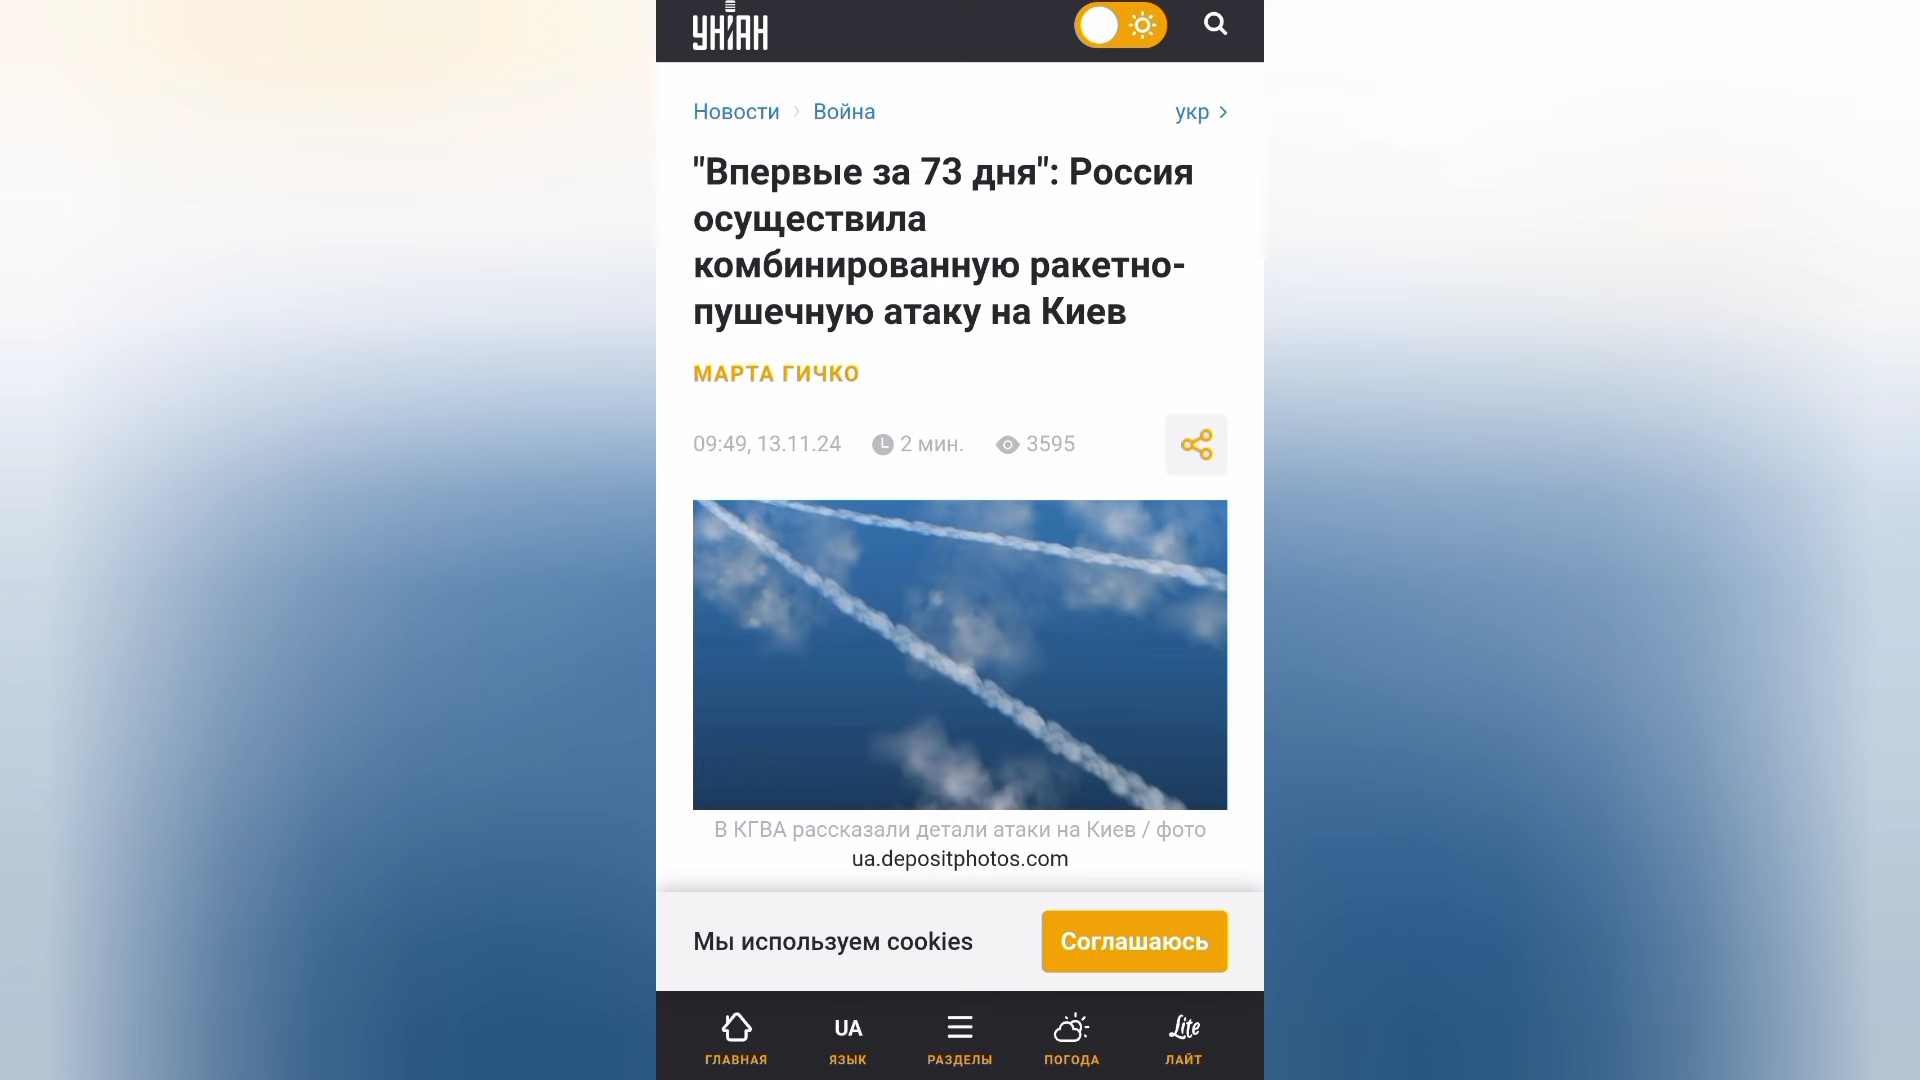 УНІАН
Новости > Война
укр >
"Впервые за 73 дня": Россия
осуществила
комбинированную ракетно-
пушечную атаку на Киев
МАРТА ГИЧКО
09:49, 13.11.24
2 мин.
3595
В КГВА рассказали детали атаки на Киев / фото
ua.depositphotos.com
Мы используем cookies
Соглашаюсь
UA
Lite
ГЛАВНАЯ
ЯЗЫК
РАЗДЕЛЫ
ПОГОДА
ЛАЙТ